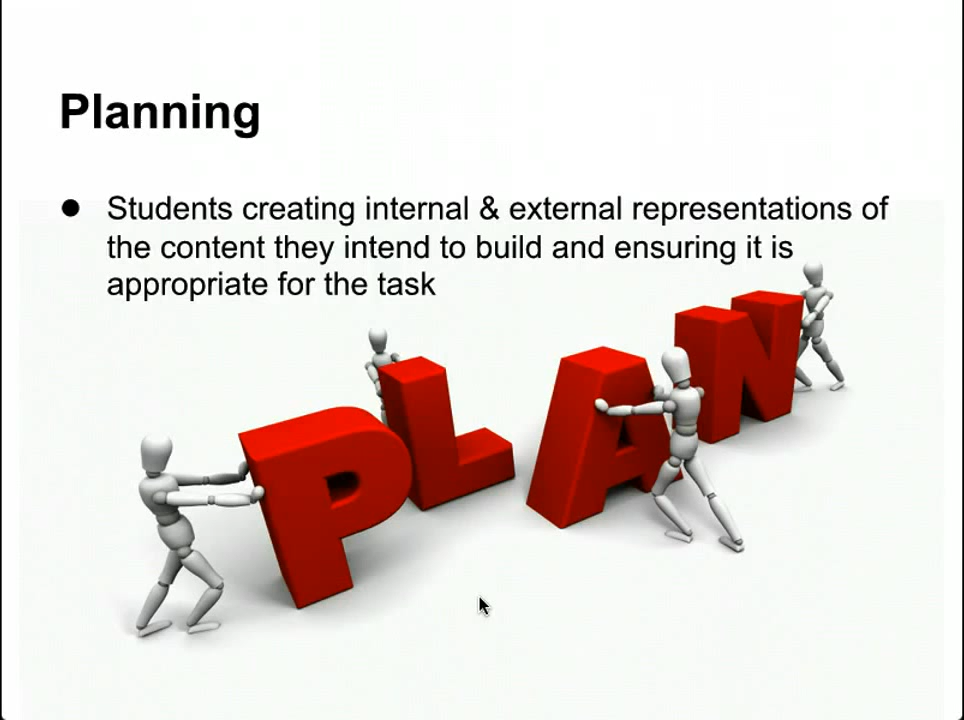 Planning
● Students creating internal & external representations of
the content they intend to build and ensuring it is
appropriate for the task
PLAN